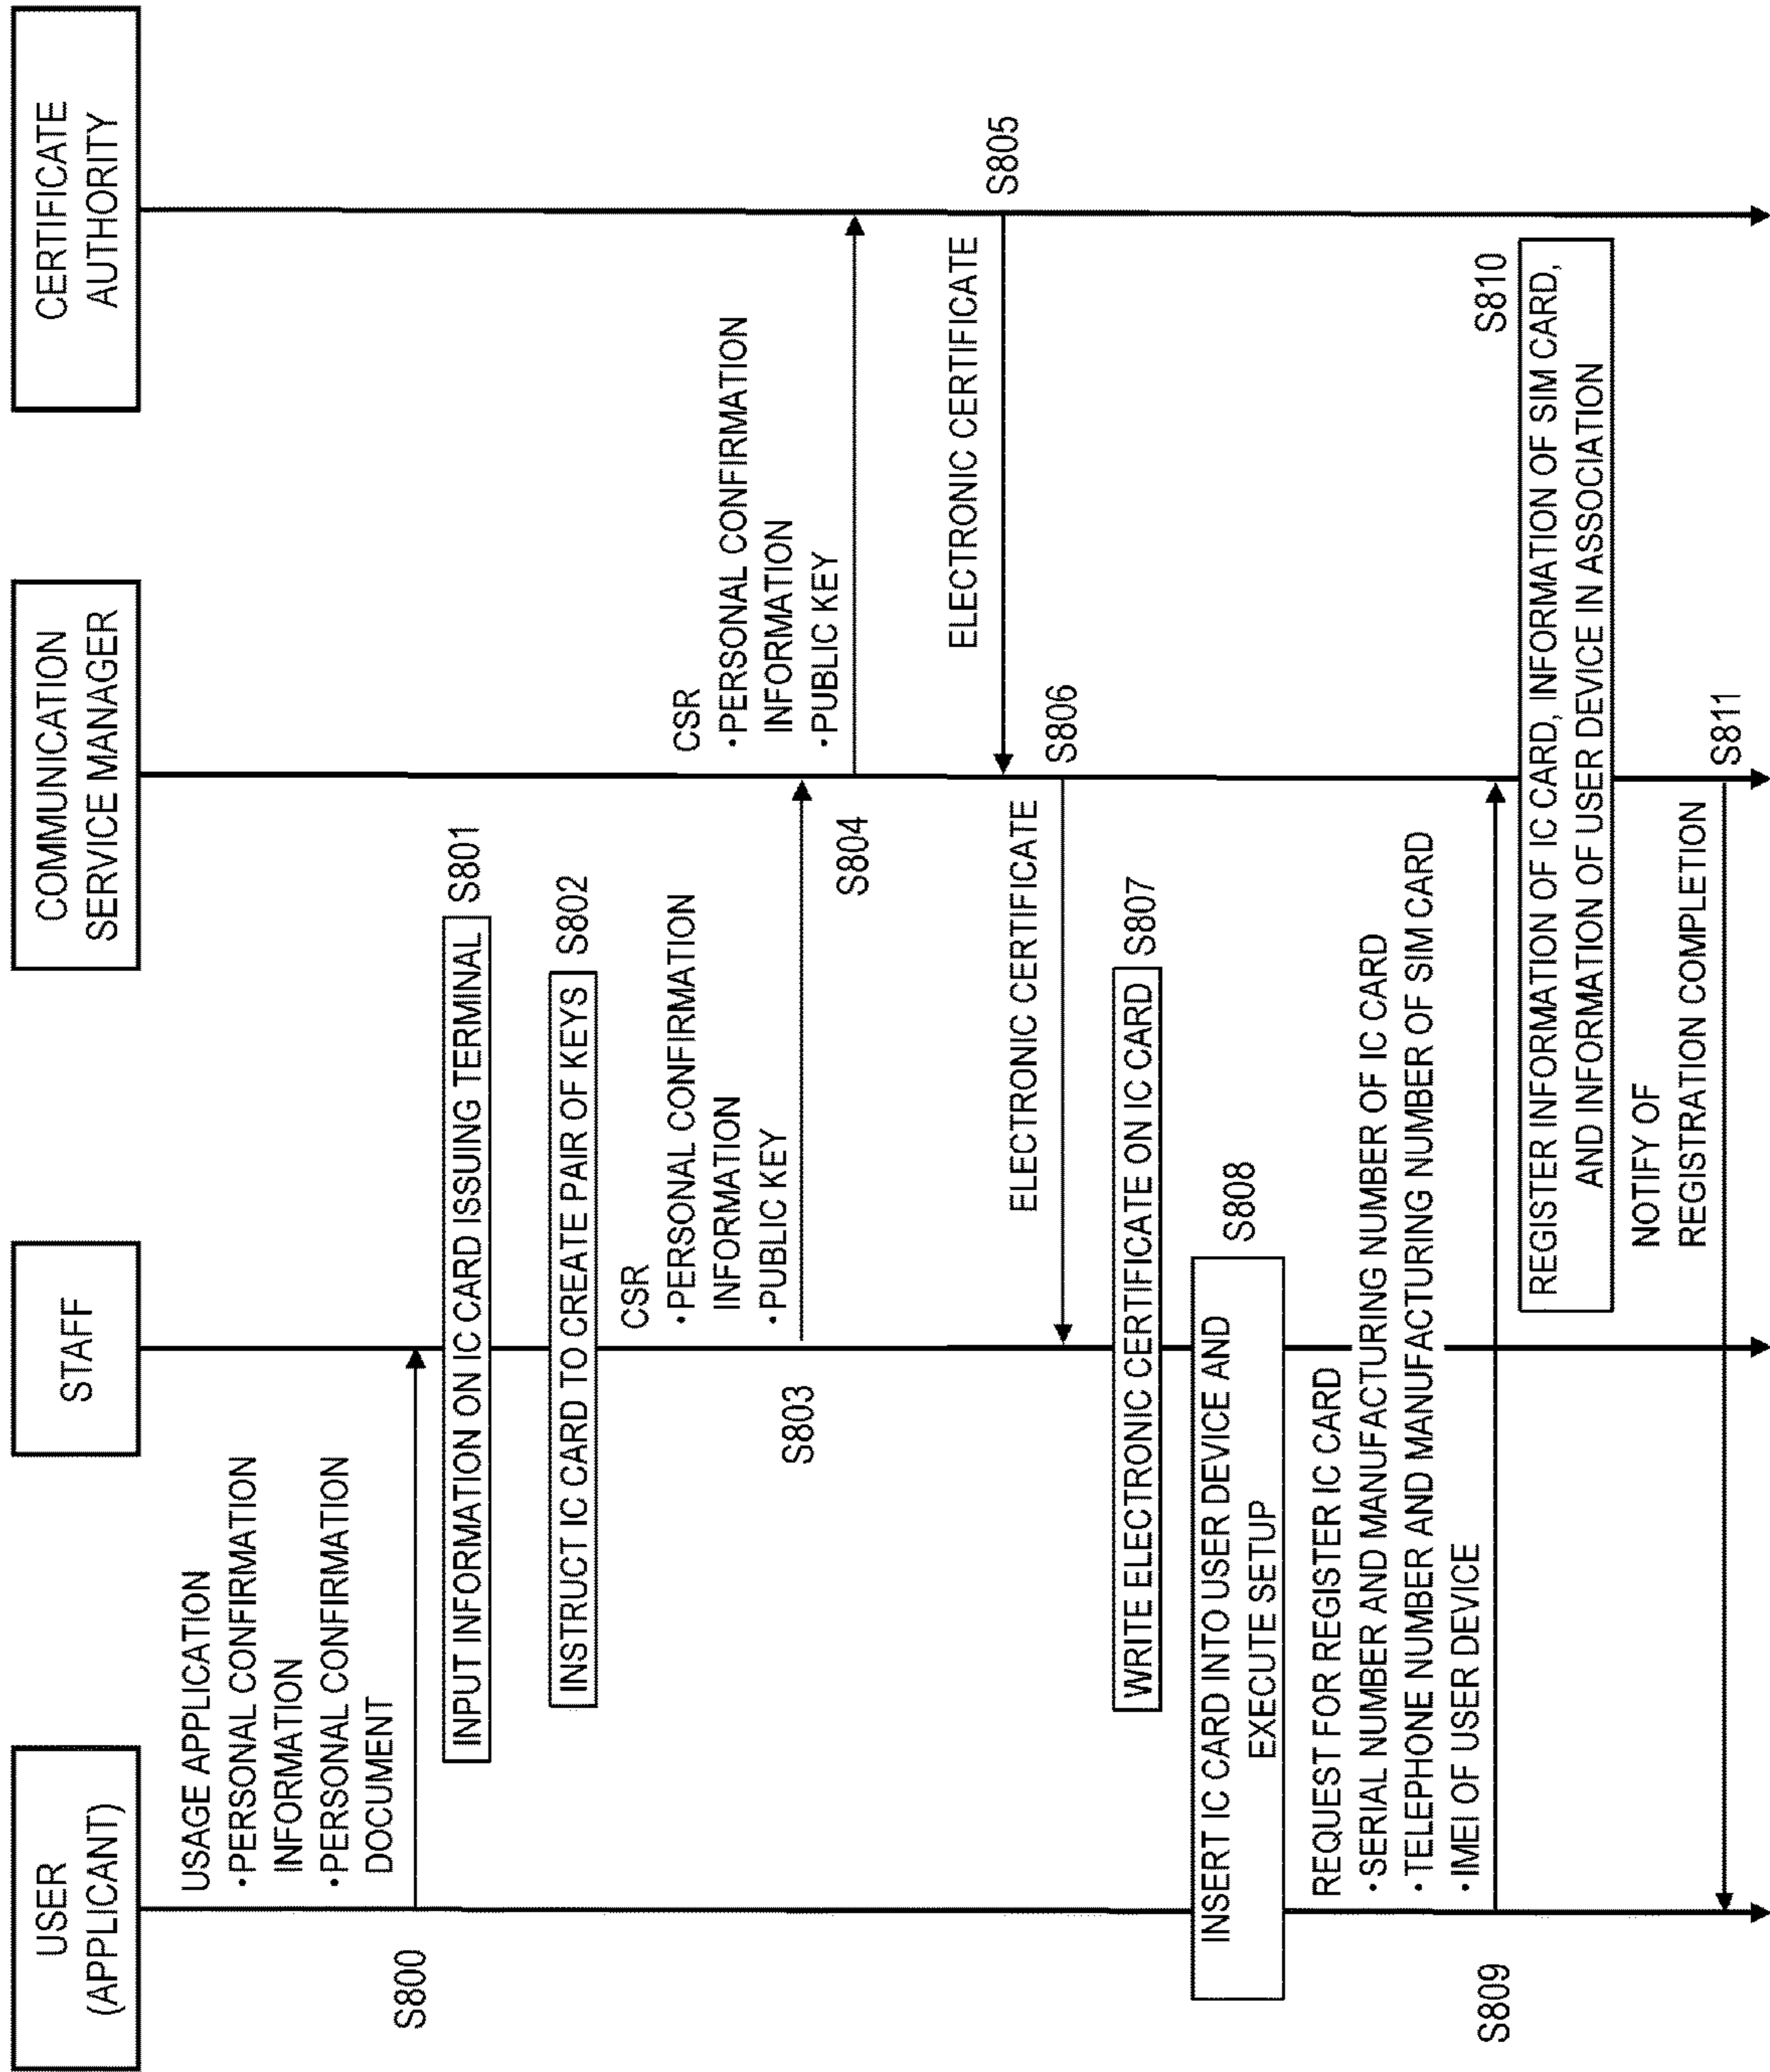 USER
(APPLICANT)
STAFF
COMMUNICATION
SERVICE MANAGER
CERTIFICATE
AUTHORITY
USAGE APPLICATION
・PERSONAL CONFIRMATION
INFORMATION
・PERSONAL CONFIRMATION
DOCUMENT
S800
INPUT INFORMATION ON IC CARD ISSUING TERMINAL
S801
INSTRUCT IC CARD TO CREATE PAIR OF KEYS
S802
CSR
・PERSONAL CONFIRMATION
INFORMATION
・PUBLIC KEY
S803
CSR
・PERSONAL CONFIRMATION
INFORMATION
・PUBLIC KEY
S804
S805
ELECTRONIC CERTIFICATE
S806
ELECTRONIC CERTIFICATE
WRITE ELECTRONIC CERTIFICATE ON IC CARD
S807
INSERT IC CARD INTO USER DEVICE AND
EXECUTE SETUP
S808
REQUEST FOR REGISTER IC CARD
・SERIAL NUMBER AND MANUFACTURING NUMBER OF IC CARD
・TELEPHONE NUMBER AND MANUFACTURING NUMBER OF SIM CARD
・IMEI OF USER DEVICE
S809
S810
REGISTER INFORMATION OF IC CARD, INFORMATION OF SIM CARD,
AND INFORMATION OF USER DEVICE IN ASSOCIATION
NOTIFY OF
REGISTRATION COMPLETION
S811